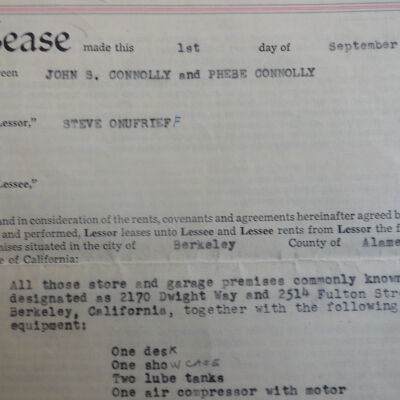 ease made this 1st day of September
een JOHN S. CONNOLLY and PHEBE CONNOLLY
Lessor," STEVE ONUFRIEFF
Lessee,"
and in consideration of the rents, covenants and agreements hereinafter agreed b
and performed, Lessor leases unto Lessee and Lessee rents from Lessor the f
mises situated in the city of Berkeley County of Alame
e of California:
All those store and garage premises commonly known
designated as 2170 Dwight Way and 2514 Fulton Stre
Berkeley, California, together with the following
equipment:
One desk
One showcase
Two lube tanks
One air compressor with motor